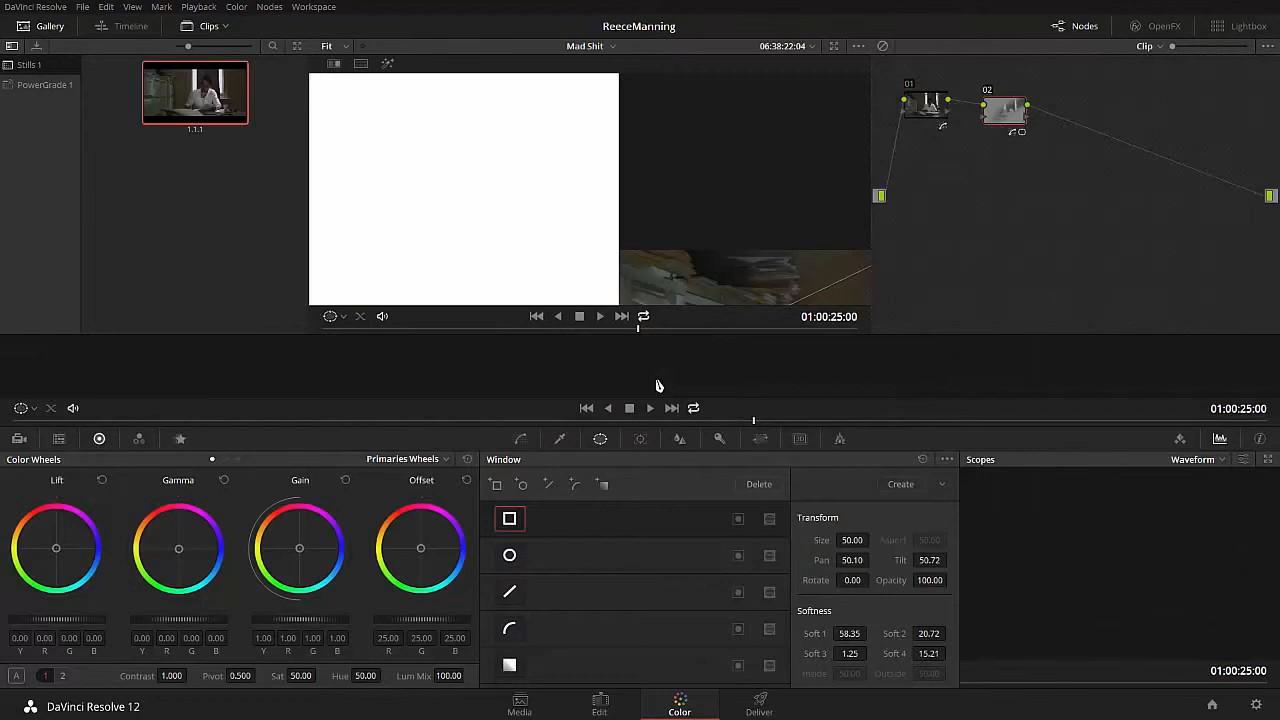 DaVinci Resolve File Edit View Mark Playback Color Nodes Workspace
Gallery Timeline Clips ReeceManning Nodes OpenFX Lightbox
Fit Mad Shit 06:38:22:04 Clip
Stills 1
PowerGrade 1
1.1.1
01 02
01:00:25:00
01:00:25:00
Color Wheels Primaries Wheels Window Scopes Waveform
Lift Gamma Gain Offset Delete Create
Transform
Size 50.00 Aspect 50.00
Pan 50.10 Tilt 50.72
Rotate 0.00 Opacity 100.00
Softness
Soft 1 58.35 Soft 2 20.72
Soft 3 1.25 Soft 4 15.21
Inside 50.00 Outside 50.00
0.00 0.00 0.00 0.00 0.00 0.00 0.00 0.00 1.00 1.00 1.00 1.00 25.00 25.00 25.00
Y R G B Y R G B Y R G B R G B
A 1 2 Contrast 1.000 Pivot 0.500 Sat 50.00 Hue 50.00 Lum Mix 100.00
01:00:25:00
DaVinci Resolve 12 Media Edit Color Deliver